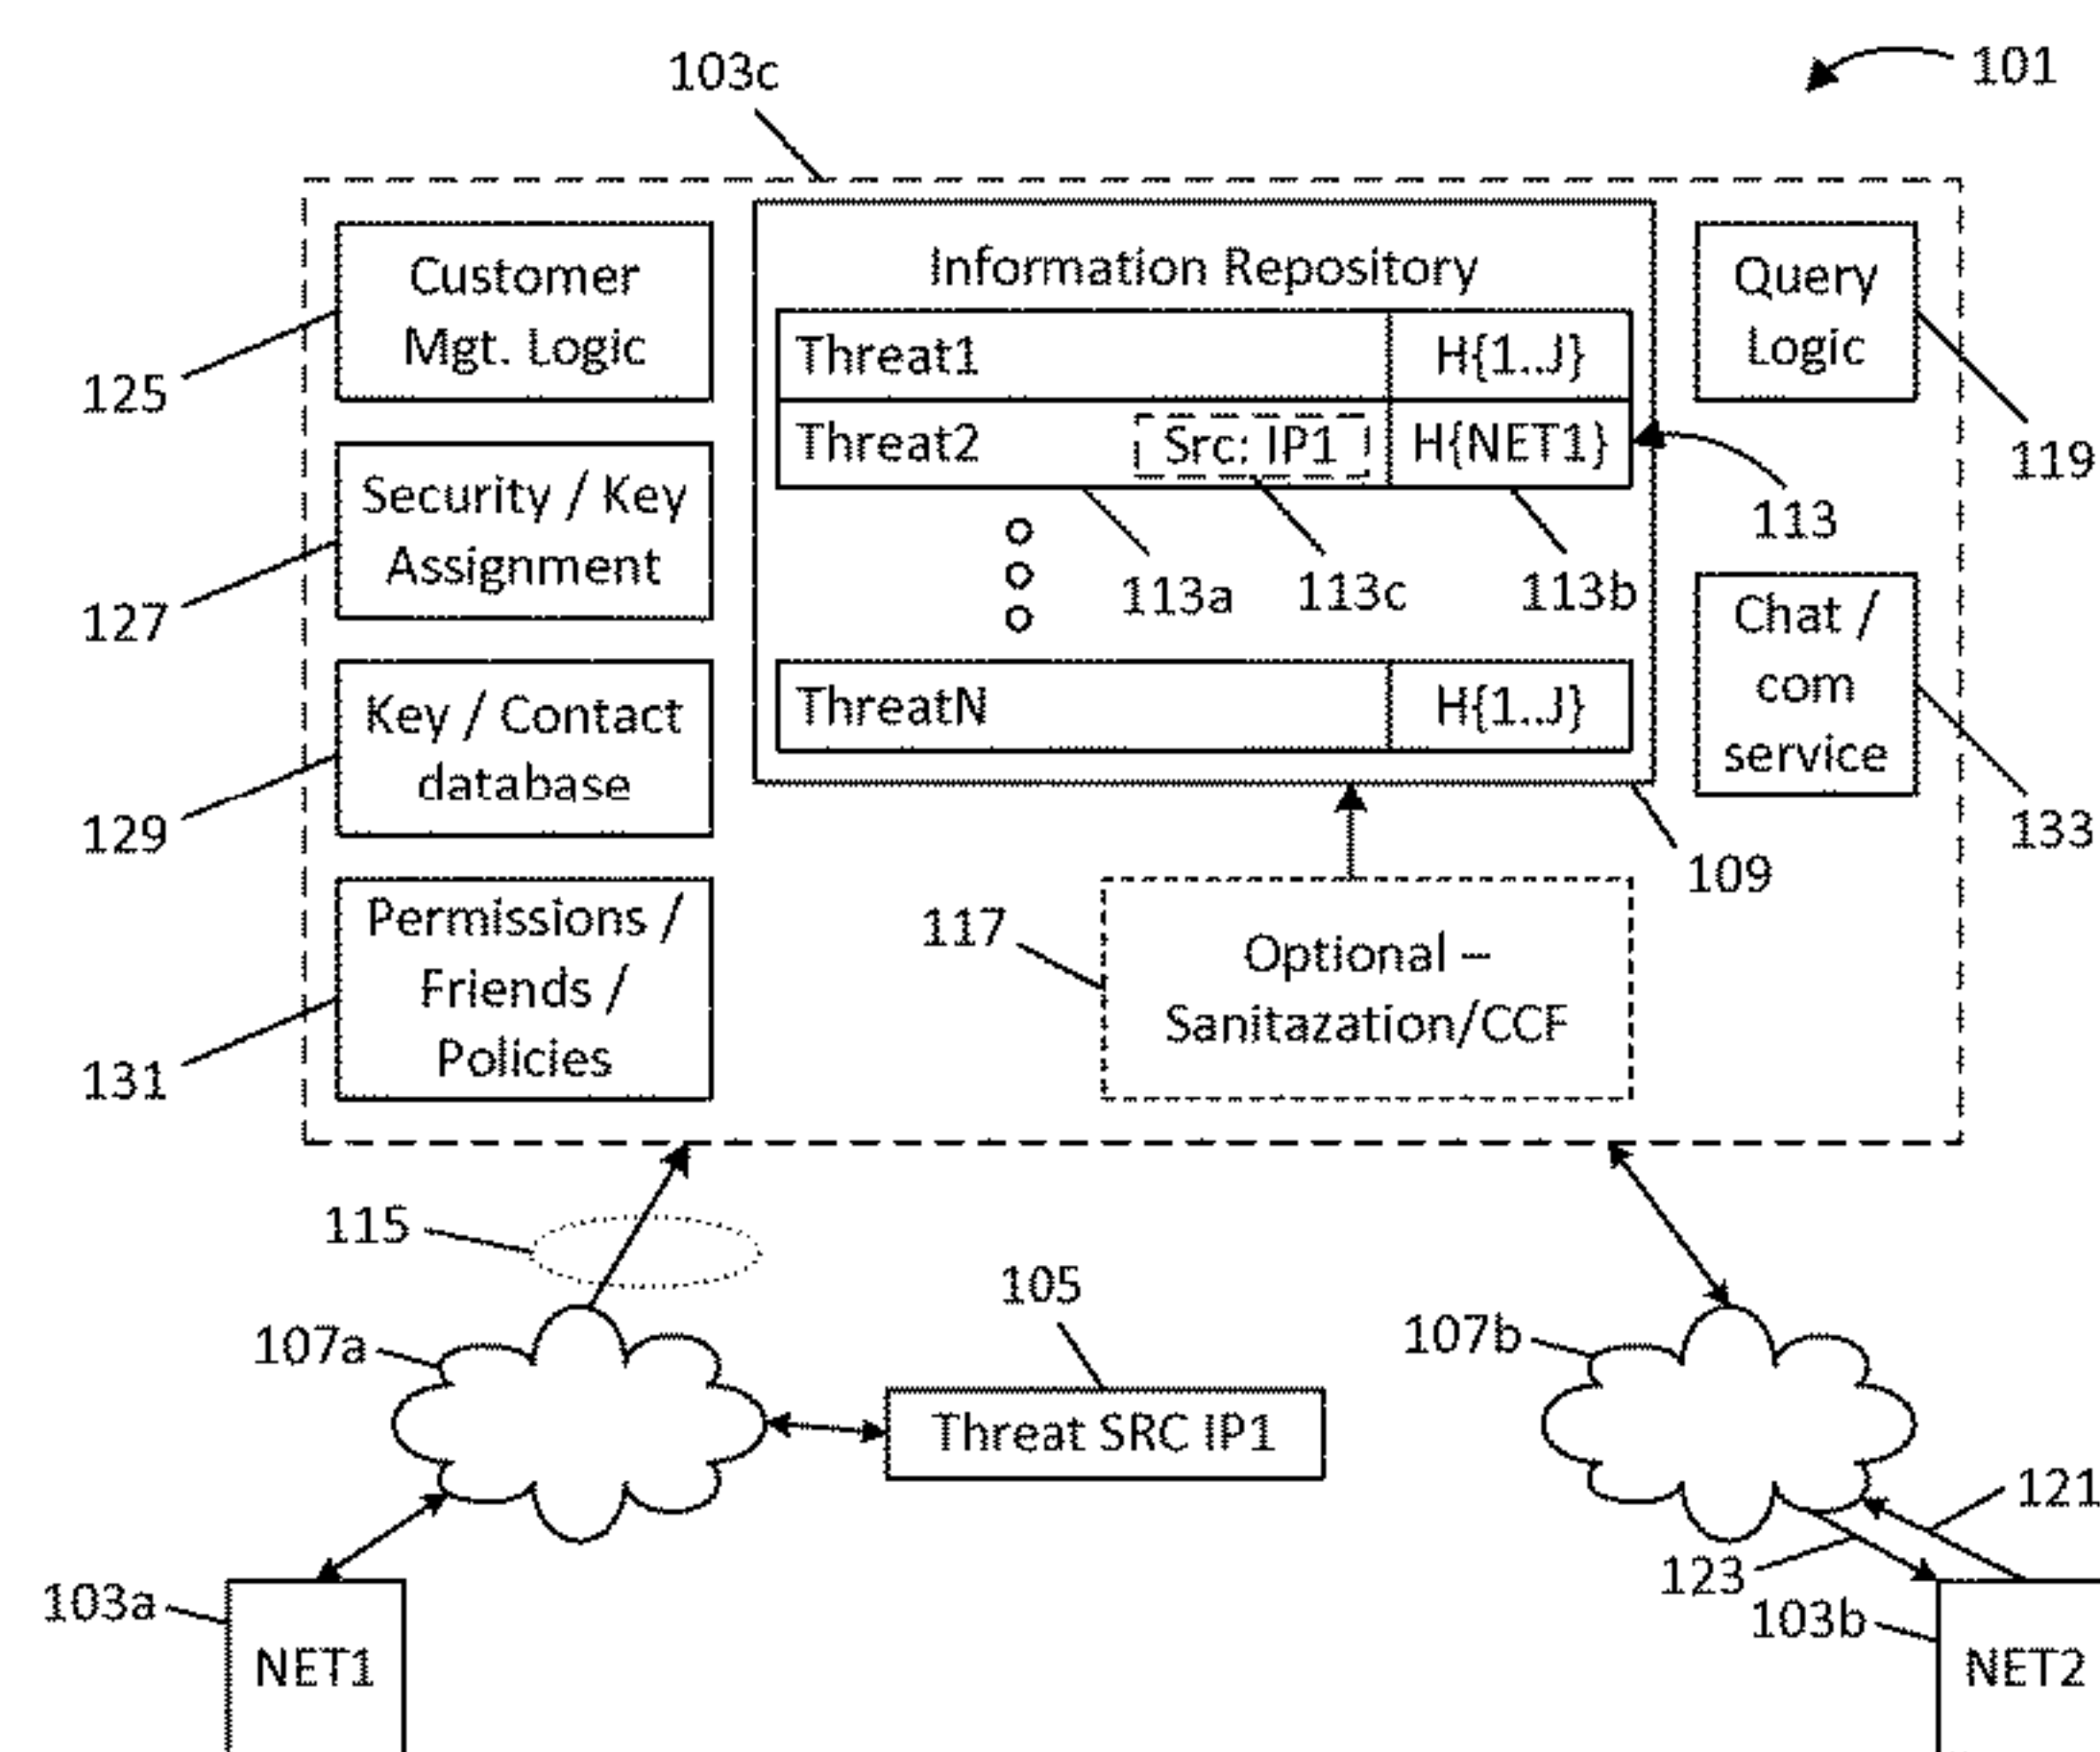 103c
101
Customer
Mgt. Logic
125
Security / Key
Assignment
127
Key / Contact
database
129
Permissions /
Friends /
Policies
131
Information Repository
Threat1
H{1..J}
Threat2
Src: IP1
H{NET1}
113a
113c
113b
113
ThreatN
H{1..J}
109
Query
Logic
119
Chat /
com
service
133
117
Optional –
Sanitazation/CCF
115
107a
105
Threat SRC IP1
107b
121
123
103a
NET1
103b
NET2